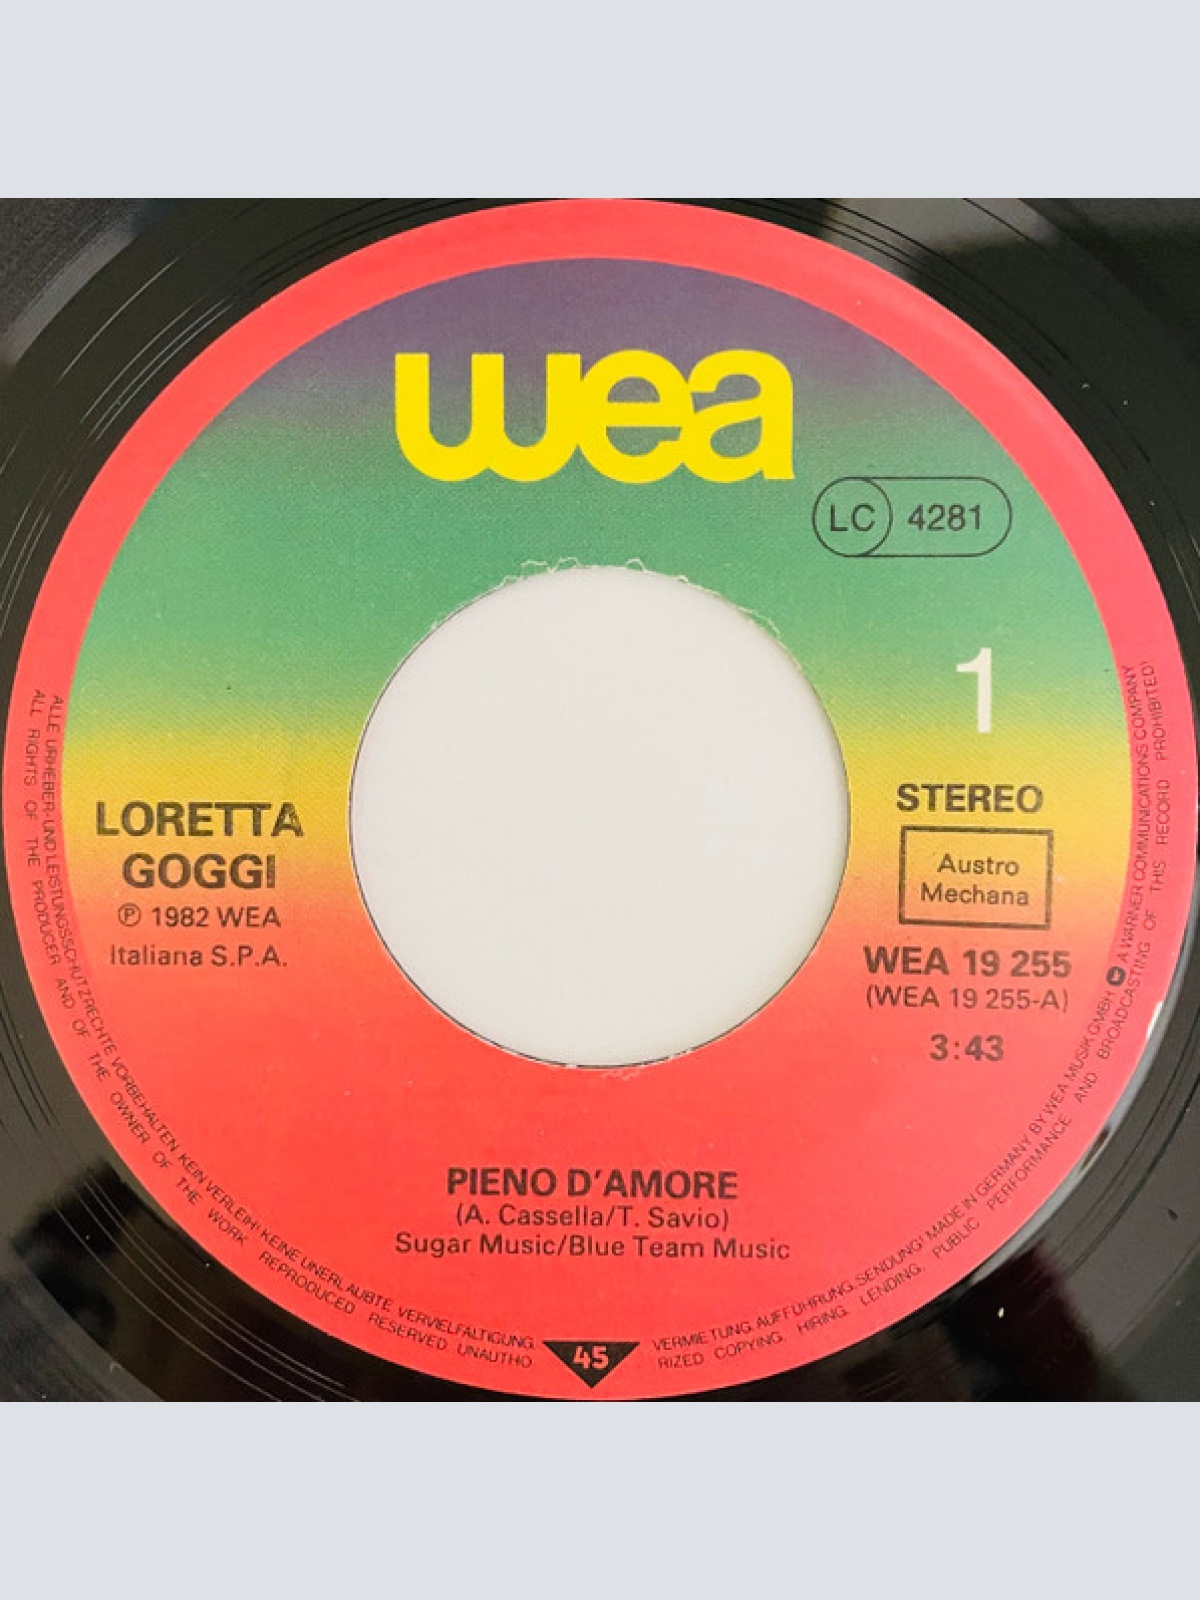 wea
LC 4281
1
STEREO
Austro
Mechana
WEA 19 255
(WEA 19 255-A)
3:43
LORETTA
GOGGI
℗ 1982 WEA
Italiana S.P.A.
PIENO D'AMORE
(A. Cassella/T. Savio)
Sugar Music/Blue Team Music
45
ALLE URHEBER- UND LEISTUNGSSCHUTZRECHTE VORBEHALTEN KEIN VERLEIH! KEINE UNERLAUBTE VERVIELFÄLTIGUNG, VERMIETUNG, AUFFÜHRUNG, SENDUNG! MADE IN GERMANY BY WEA MUSIK GMBH A WARNER COMMUNICATIONS COMPANY
ALL RIGHTS OF THE PRODUCER AND OF THE OWNER OF THE WORK REPRODUCED RESERVED UNAUTHORIZED COPYING, HIRING, LENDING, PUBLIC PERFORMANCE AND BROADCASTING OF THIS RECORD PROHIBITED'